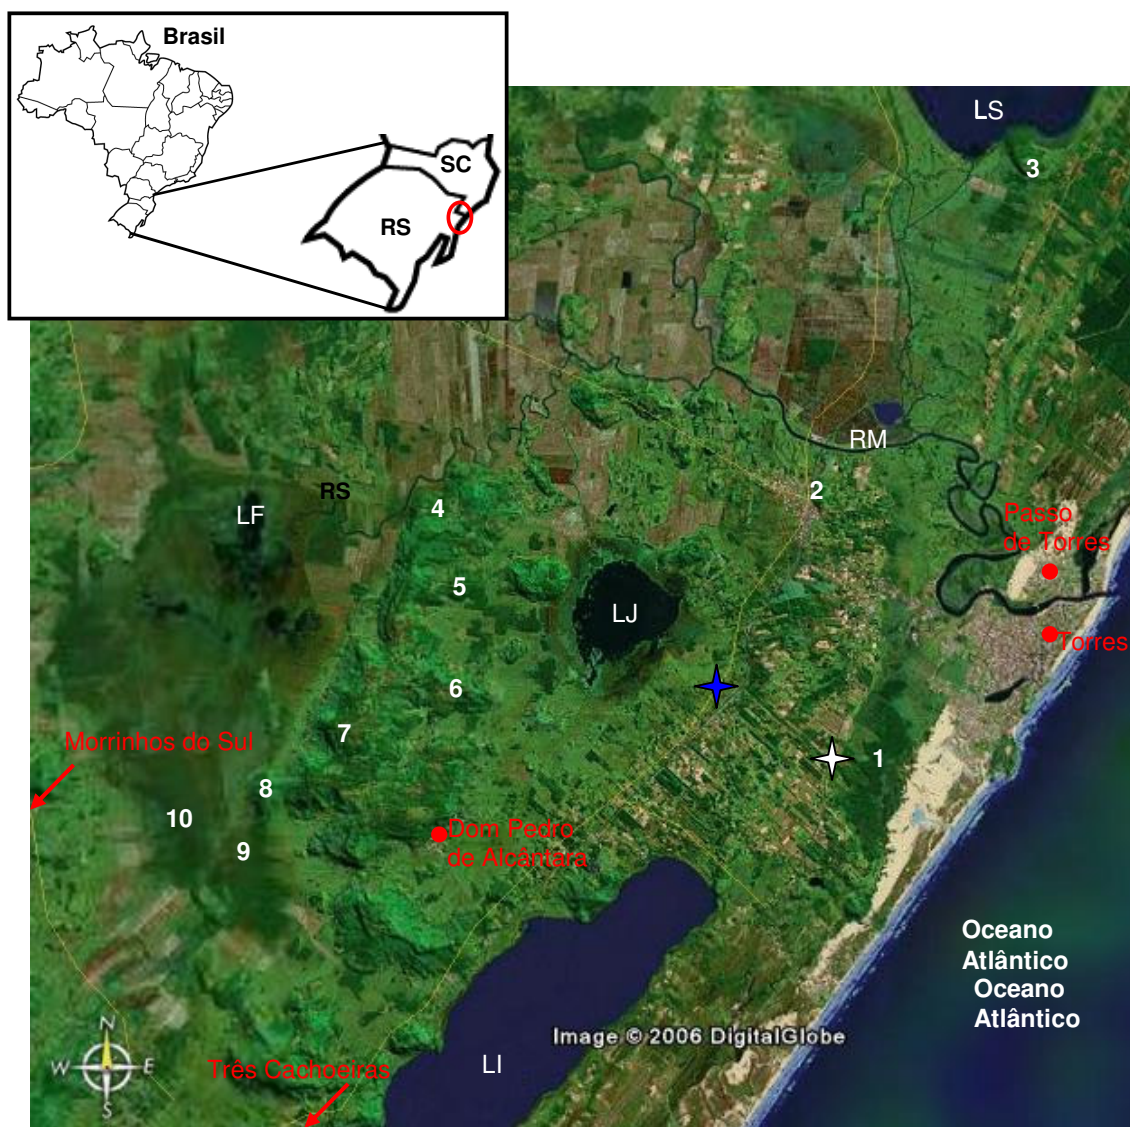 Brasil
SC
RS
LS
3
RM
2
RS
LF
4
Passo
de Torres
5
LJ
Torres
6
7
Morrinhos do Sul
1
8
10
Dom Pedro
de Alcântara
9
Oceano
Atlântico
Oceano
Atlântico
N
W
E
S
Image © 2006 DigitalGlobe
Três Cachoeiras
LI